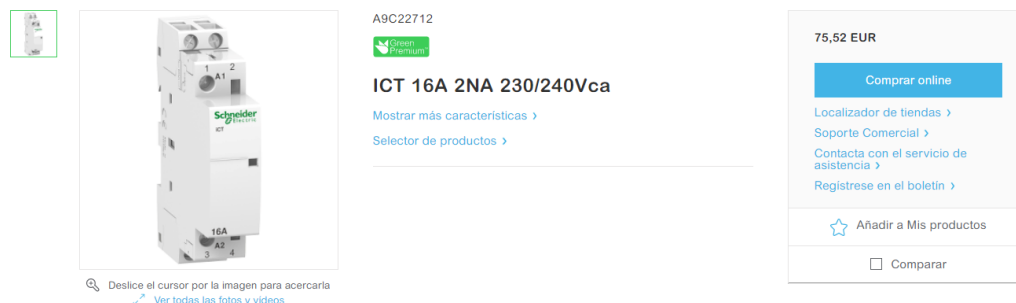 A9C22712
Green
Premium™
ICT 16A 2NA 230/240Vca
Mostrar más características ›
Selector de productos ›
1 2
A1
Schneider
Electric
ICT
16A
A2
3 4
Deslice el cursor por la imagen para acercarla
Ver todas las fotos y vídeos
75,52 EUR
Comprar online
Localizador de tiendas ›
Soporte Comercial ›
Contacta con el servicio de
asistencia ›
Regístrese en el boletín ›
Añadir a Mis productos
Comparar